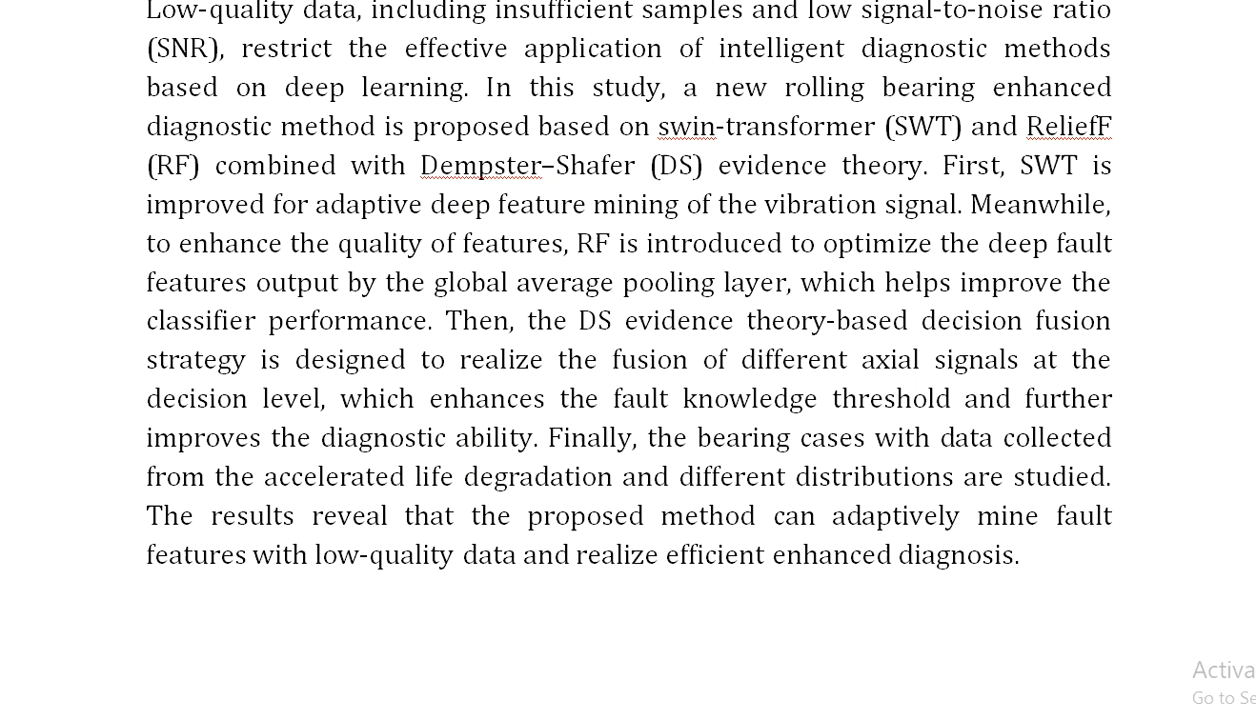 Low-quality data, including insufficient samples and low signal-to-noise ratio
(SNR), restrict the effective application of intelligent diagnostic methods
based on deep learning. In this study, a new rolling bearing enhanced
diagnostic method is proposed based on swin-transformer (SWT) and ReliefF
(RF) combined with Dempster–Shafer (DS) evidence theory. First, SWT is
improved for adaptive deep feature mining of the vibration signal. Meanwhile,
to enhance the quality of features, RF is introduced to optimize the deep fault
features output by the global average pooling layer, which helps improve the
classifier performance. Then, the DS evidence theory-based decision fusion
strategy is designed to realize the fusion of different axial signals at the
decision level, which enhances the fault knowledge threshold and further
improves the diagnostic ability. Finally, the bearing cases with data collected
from the accelerated life degradation and different distributions are studied.
The results reveal that the proposed method can adaptively mine fault
features with low-quality data and realize efficient enhanced diagnosis.
Activa
Go to Se